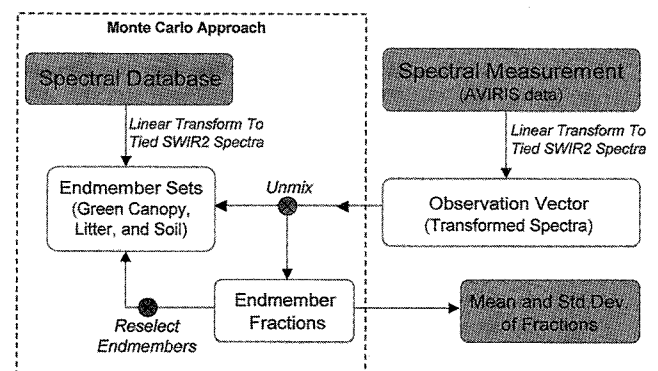 Monte Carlo Approach
Spectral Database
Spectral Measurement
(AVIRIS data)
Linear Transform To
Tied SWIR2 Spectra
Linear Transform To
Tied SWIR2 Spectra
Endmember Sets
(Green Canopy,
Litter, and Soil)
Unmix
Observation Vector
(Transformed Spectra)
Endmember
Fractions
Mean and Std Dev.
of Fractions
Reselect
Endmembers